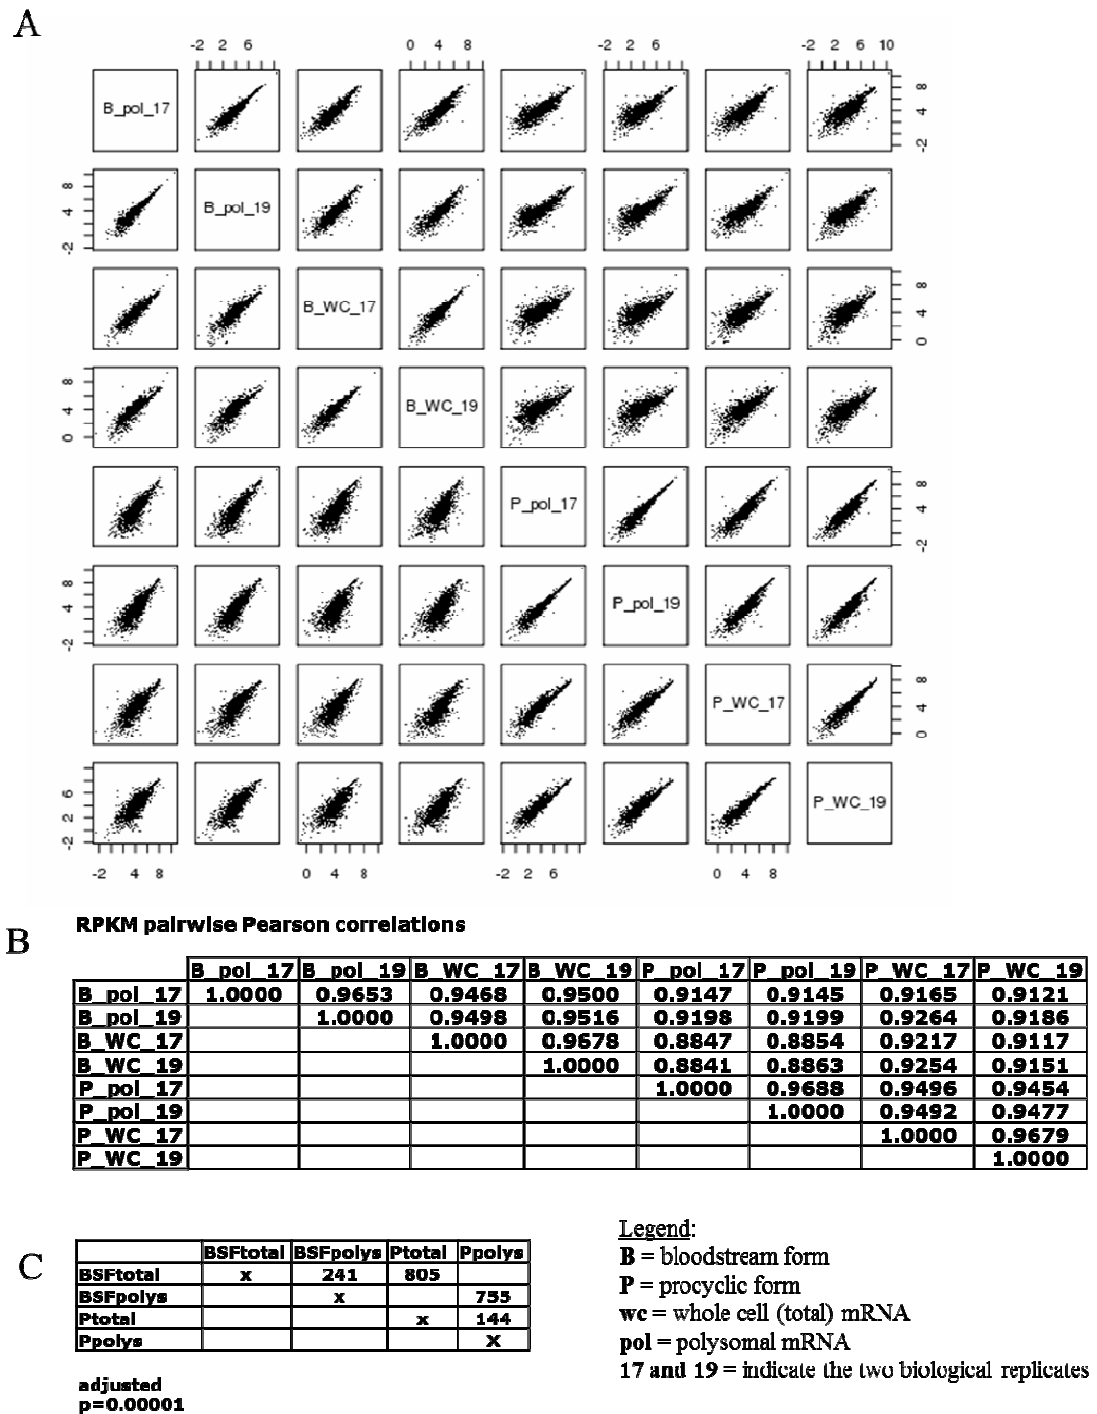 A
-2 2 6 0 4 8 -2 2 6 -2 2 6 10
B_pol_17 8 4 -2
8 4 -2 B_pol_19
B_WC_17 8 4 0
8 4 0 B_WC_19
P_pol_17 8 4 -2
8 4 -2 P_pol_19
P_WC_17 8 4 0
6 2 -2 P_WC_19
-2 4 8 0 4 8 -2 2 6 0 4 8
B
RPKM pairwise Pearson correlations
B_pol_17 B_pol_19 B_WC_17 B_WC_19 P_pol_17 P_pol_19 P_WC_17 P_WC_19
B_pol_17 1.0000 0.9653 0.9468 0.9500 0.9147 0.9145 0.9165 0.9121
B_pol_19 1.0000 0.9498 0.9516 0.9198 0.9199 0.9264 0.9186
B_WC_17 1.0000 0.9678 0.8847 0.8854 0.9217 0.9117
B_WC_19 1.0000 0.8841 0.8863 0.9254 0.9151
P_pol_17 1.0000 0.9688 0.9496 0.9454
P_pol_19 1.0000 0.9492 0.9477
P_WC_17 1.0000 0.9679
P_WC_19 1.0000
C
BSFtotal BSFpolys Ptotal Ppolys
BSFtotal x 241 805
BSFpolys x 755
Ptotal x 144
Ppolys X
adjusted
p=0.00001
Legend:
B = bloodstream form
P = procyclic form
wc = whole cell (total) mRNA
pol = polysomal mRNA
17 and 19 = indicate the two biological replicates